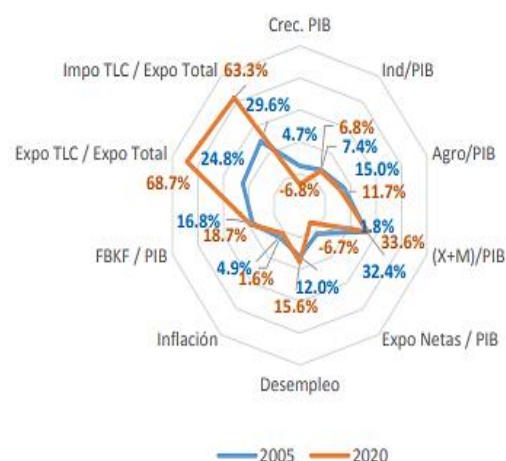 Crec. PIB
Impo TLC / Expo Total 63.3%
Ind/PIB
29.6%
4.7%
6.8%
7.4%
Expo TLC / Expo Total
24.8%
15.0%
Agro/PIB
68.7%
-6.8%
11.7%
16.8%
1.8%
18.7%
33.6%
FBKF / PIB
-6.7%
(X+M)/PIB
4.9%
1.6%
12.0%
32.4%
15.6%
Inflación
Expo Netas / PIB
Desempleo
2005
2020